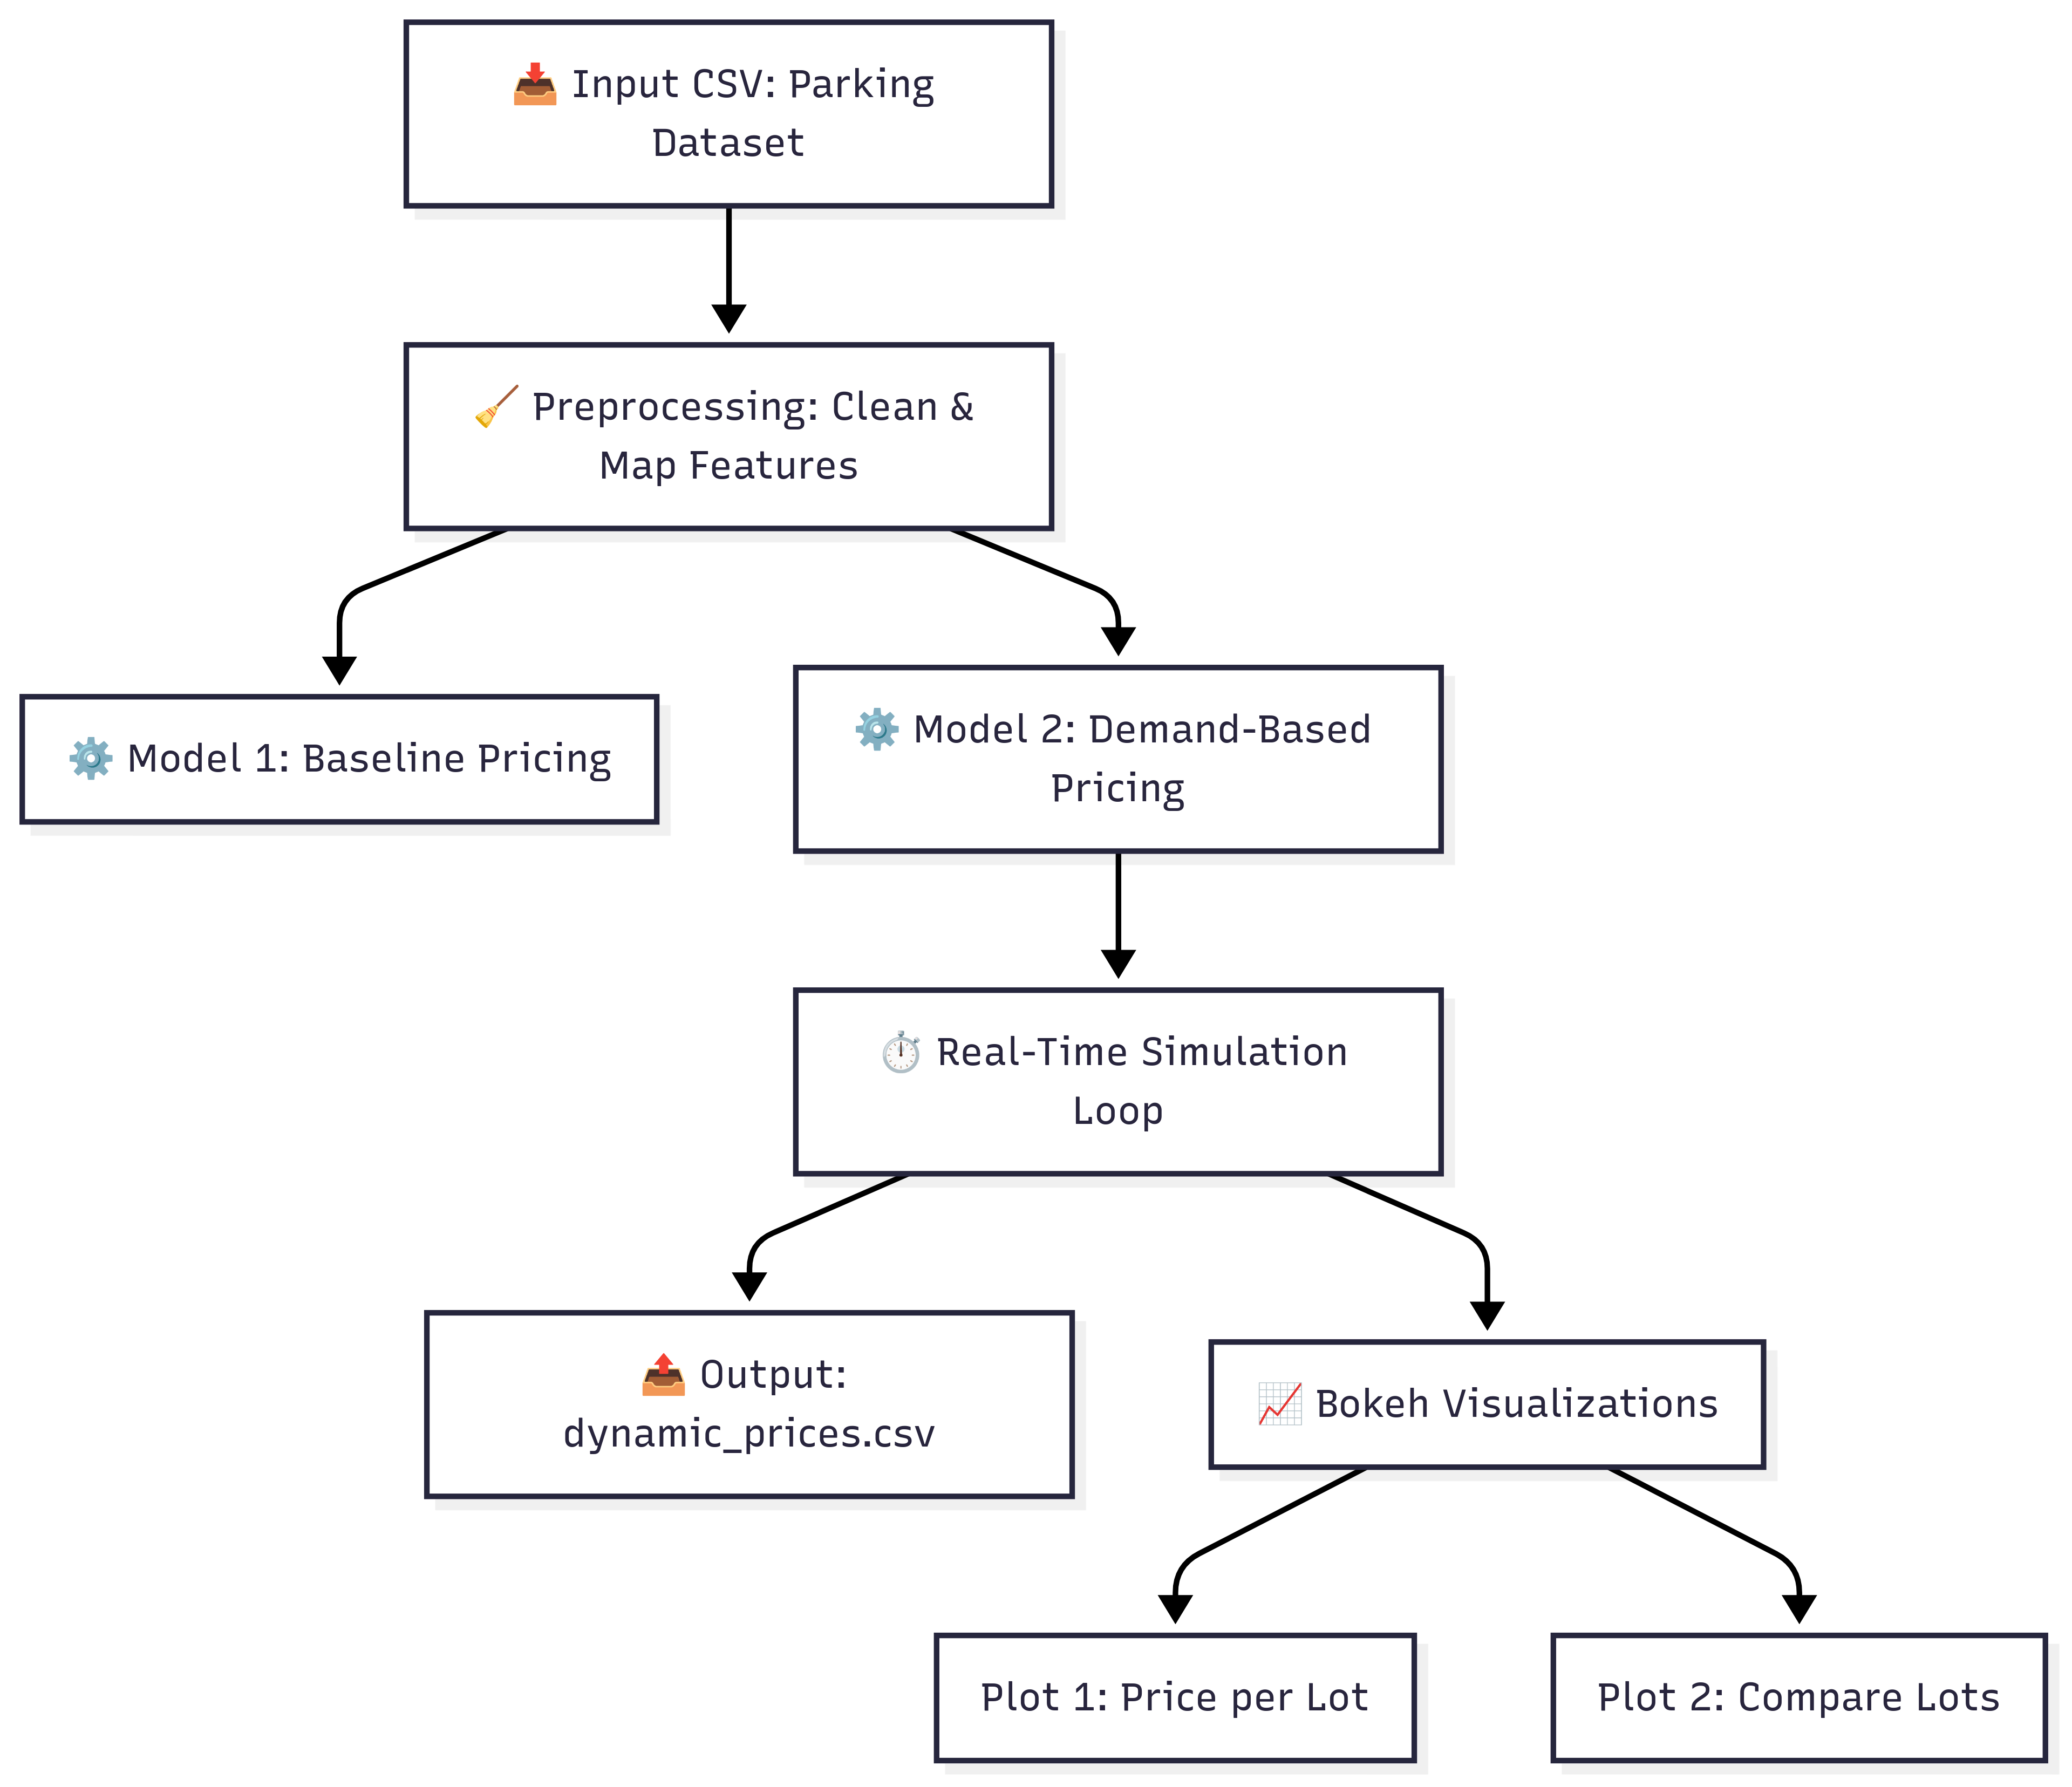 📥 Input CSV: Parking
Dataset
🧹 Preprocessing: Clean &
Map Features
⚙️ Model 1: Baseline Pricing
⚙️ Model 2: Demand-Based
Pricing
⏱️ Real-Time Simulation
Loop
📤 Output:
dynamic_prices.csv
📈 Bokeh Visualizations
Plot 1: Price per Lot
Plot 2: Compare Lots